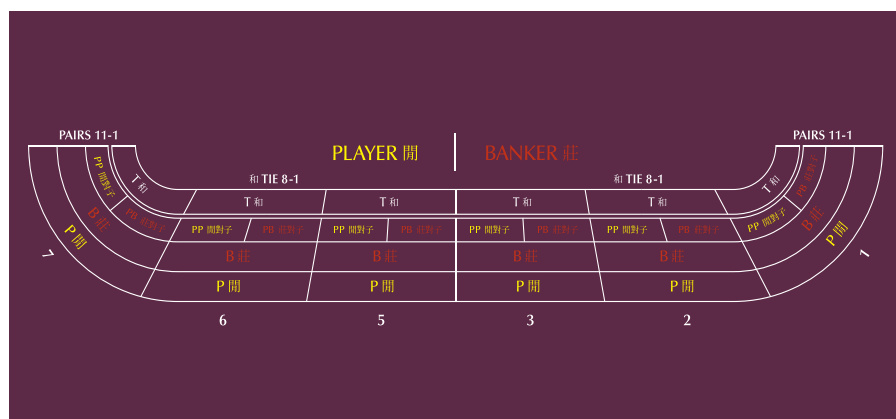 PAIRS 11-1
PAIRS 11-1
PLAYER 閒
BANKER 莊
和 TIE 8-1
和 TIE 8-1
T 和
T 和
T 和
T 和
T 和
T 和
PP 閒對子
PB 莊對子
PP 閒對子
PB 莊對子
PP 閒對子
PB 莊對子
PP 閒對子
PB 莊對子
PP 閒對子
PB 莊對子
PP 閒對子
PB 莊對子
B 莊
B 莊
B 莊
B 莊
B 莊
B 莊
P 閒
P 閒
P 閒
P 閒
P 閒
P 閒
7
6
5
3
2
1